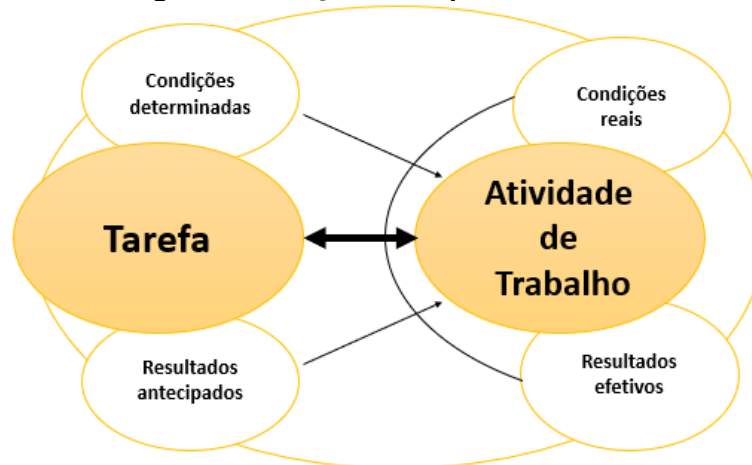 Condições
determinadas
Condições
reais
Tarefa
Atividade
de
Trabalho
Resultados
antecipados
Resultados
efetivos